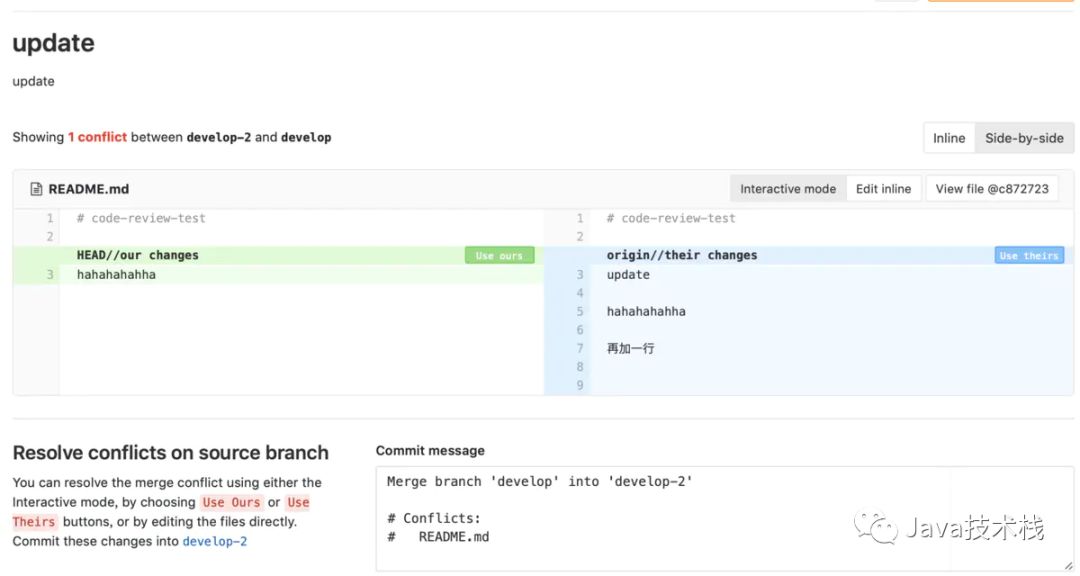 update
update
Showing 1 conflict between develop-2 and develop
Inline Side-by-side
README.md
Interactive mode Edit inline View file @c872723
1 # code-review-test
2
HEAD//our changes Use ours
3 hahahahahha
1 # code-review-test
2
origin//their changes Use theirs
3 update
4
5 hahahahahha
6
7 再加一行
8
9
Resolve conflicts on source branch
You can resolve the merge conflict using either the
Interactive mode, by choosing Use Ours or Use
Theirs buttons, or by editing the files directly.
Commit these changes into develop-2
Commit message
Merge branch 'develop' into 'develop-2'
# Conflicts:
# README.md
Java技术栈